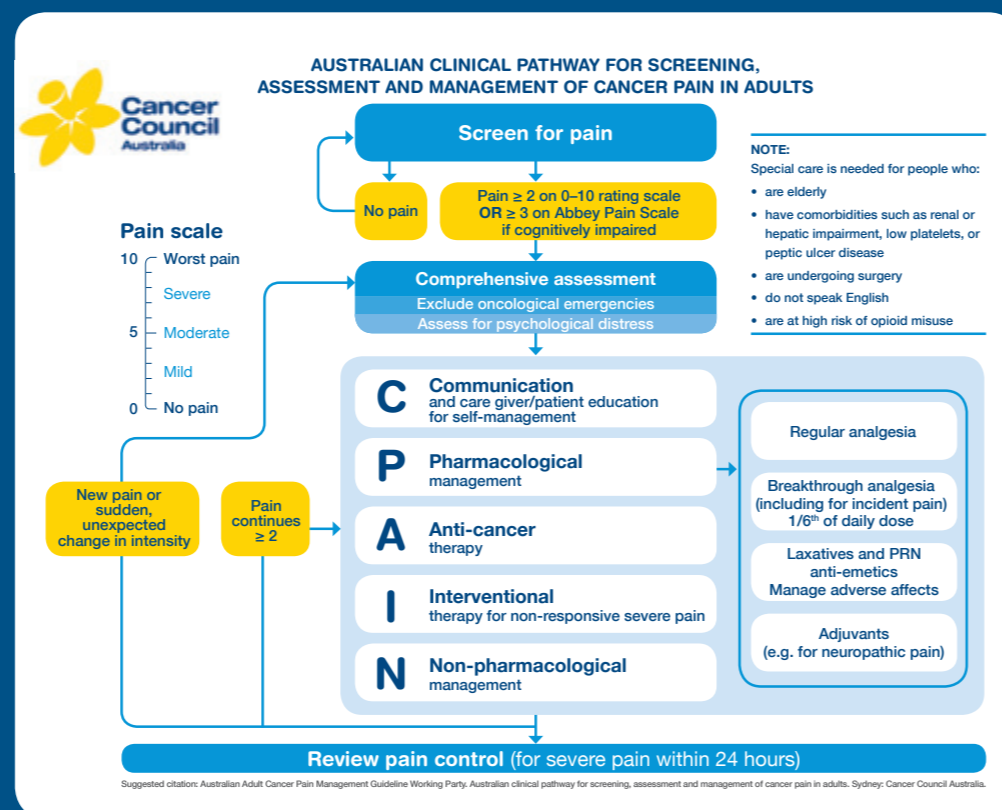 AUSTRALIAN CLINICAL PATHWAY FOR SCREENING,
ASSESSMENT AND MANAGEMENT OF CANCER PAIN IN ADULTS
Cancer
Council
Australia
Screen for pain
No pain
Pain ≥ 2 on 0–10 rating scale
OR ≥ 3 on Abbey Pain Scale
if cognitively impaired
NOTE:
Special care is needed for people who:
• are elderly
• have comorbidities such as renal or
hepatic impairment, low platelets, or
peptic ulcer disease
• are undergoing surgery
• do not speak English
• are at high risk of opioid misuse
Pain scale
10 Worst pain
Severe
5 Moderate
Mild
0 No pain
Comprehensive assessment
Exclude oncological emergencies
Assess for psychological distress
New pain or
sudden,
unexpected
change in intensity
Pain
continues
≥ 2
C Communication
and care giver/patient education
for self-management
P Pharmacological
management
A Anti-cancer
therapy
I Interventional
therapy for non-responsive severe pain
N Non-pharmacological
management
Regular analgesia
Breakthrough analgesia
(including for incident pain)
1/6th of daily dose
Laxatives and PRN
anti-emetics
Manage adverse affects
Adjuvants
(e.g. for neuropathic pain)
Review pain control (for severe pain within 24 hours)
Suggested citation: Australian Adult Cancer Pain Management Guideline Working Party. Australian clinical pathway for screening, assessment and management of cancer pain in adults. Sydney: Cancer Council Australia.